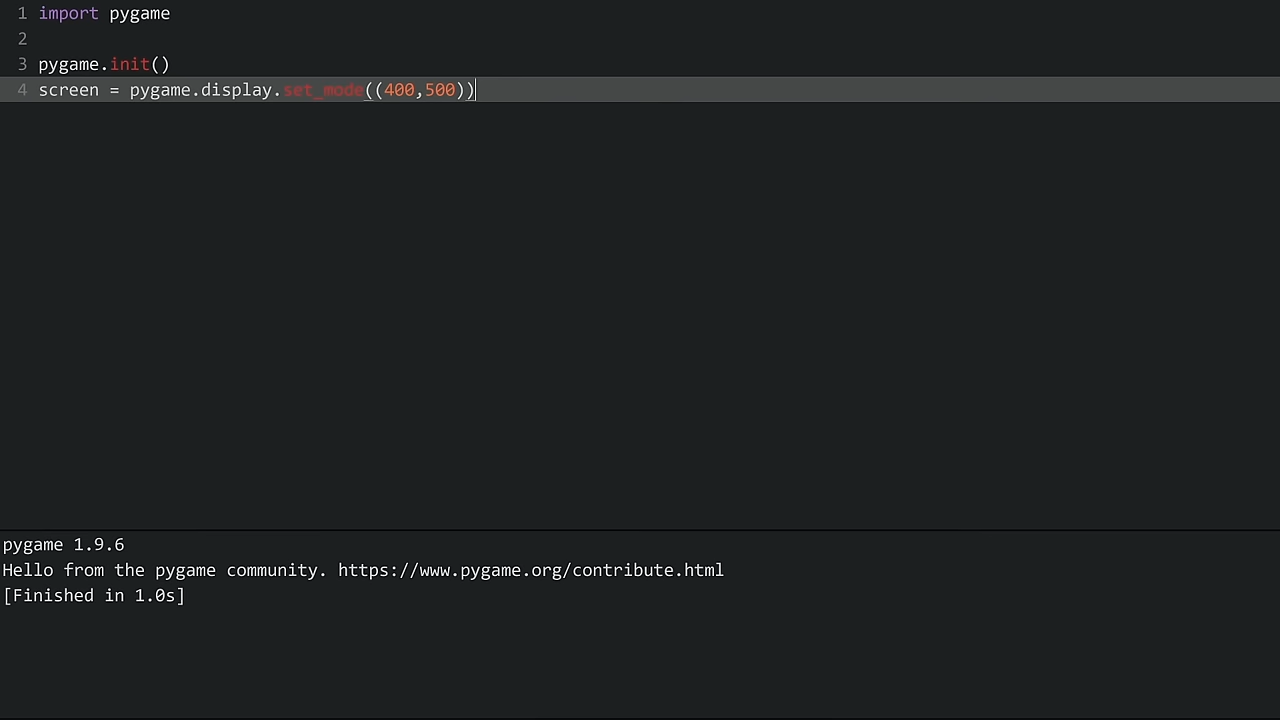 1 import pygame
2
3 pygame.init()
4 screen = pygame.display.set_mode((400,500))
pygame 1.9.6
Hello from the pygame community. https://www.pygame.org/contribute.html
[Finished in 1.0s]